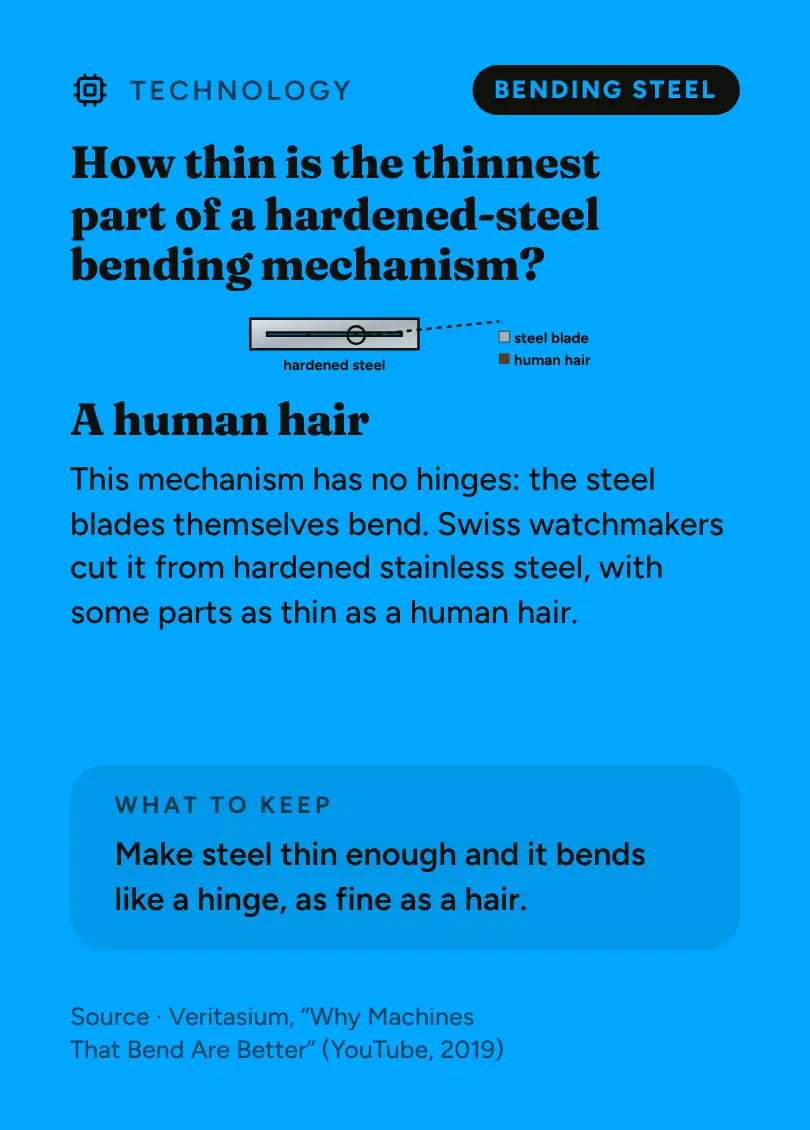 TECHNOLOGY
BENDING STEEL
How thin is the thinnest
part of a hardened-steel
bending mechanism?
steel blade
human hair
hardened steel
A human hair
This mechanism has no hinges: the steel
blades themselves bend. Swiss watchmakers
cut it from hardened stainless steel, with
some parts as thin as a human hair.
WHAT TO KEEP
Make steel thin enough and it bends
like a hinge, as fine as a hair.
Source · Veritasium, “Why Machines
That Bend Are Better” (YouTube, 2019)